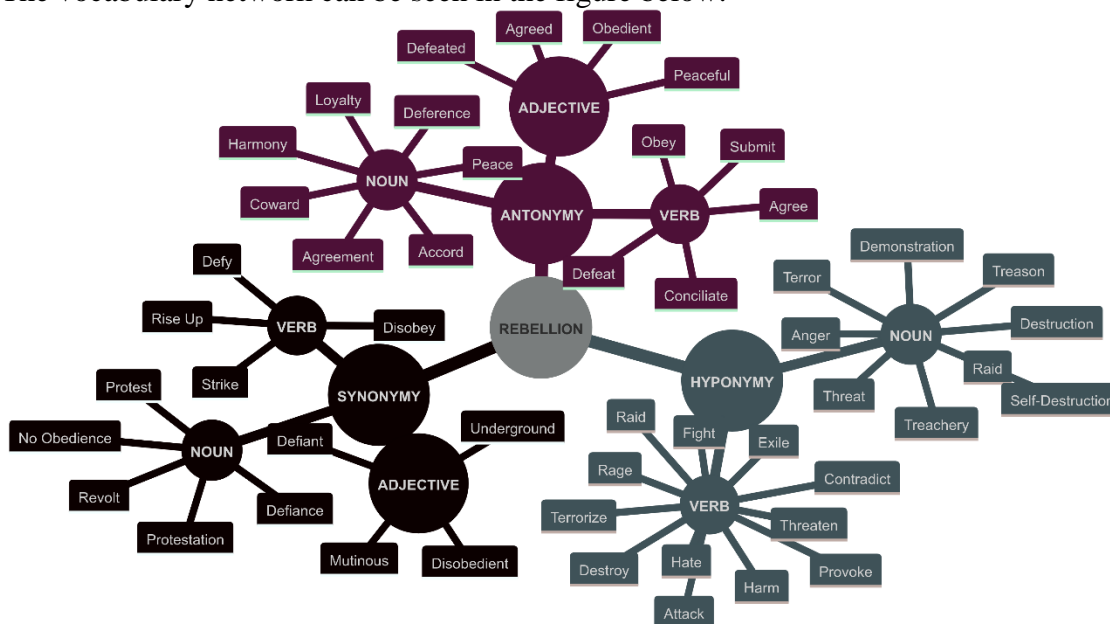 The vocabulary network can be seen in the figure below:
Agreed
Obedient
Defeated
Peaceful
ADJECTIVE
Loyalty
Deference
Harmony
Peace
NOUN
Coward
Agreement
Accord
ANTONYMY
Obey
Submit
VERB
Agree
Defeat
Conciliate
REBELLION
Defy
Rise Up
VERB
Disobey
Strike
SYNONYMY
Protest
No Obedience
NOUN
Revolt
Defiance
Protestation
Defiant
Underground
ADJECTIVE
Mutinous
Disobedient
HYPONYMY
Demonstration
Terror
Treason
Anger
NOUN
Destruction
Raid
Threat
Self-Destruction
Treachery
Raid
Fight
Exile
Rage
Contradict
VERB
Terrorize
Threaten
Destroy
Hate
Harm
Provoke
Attack